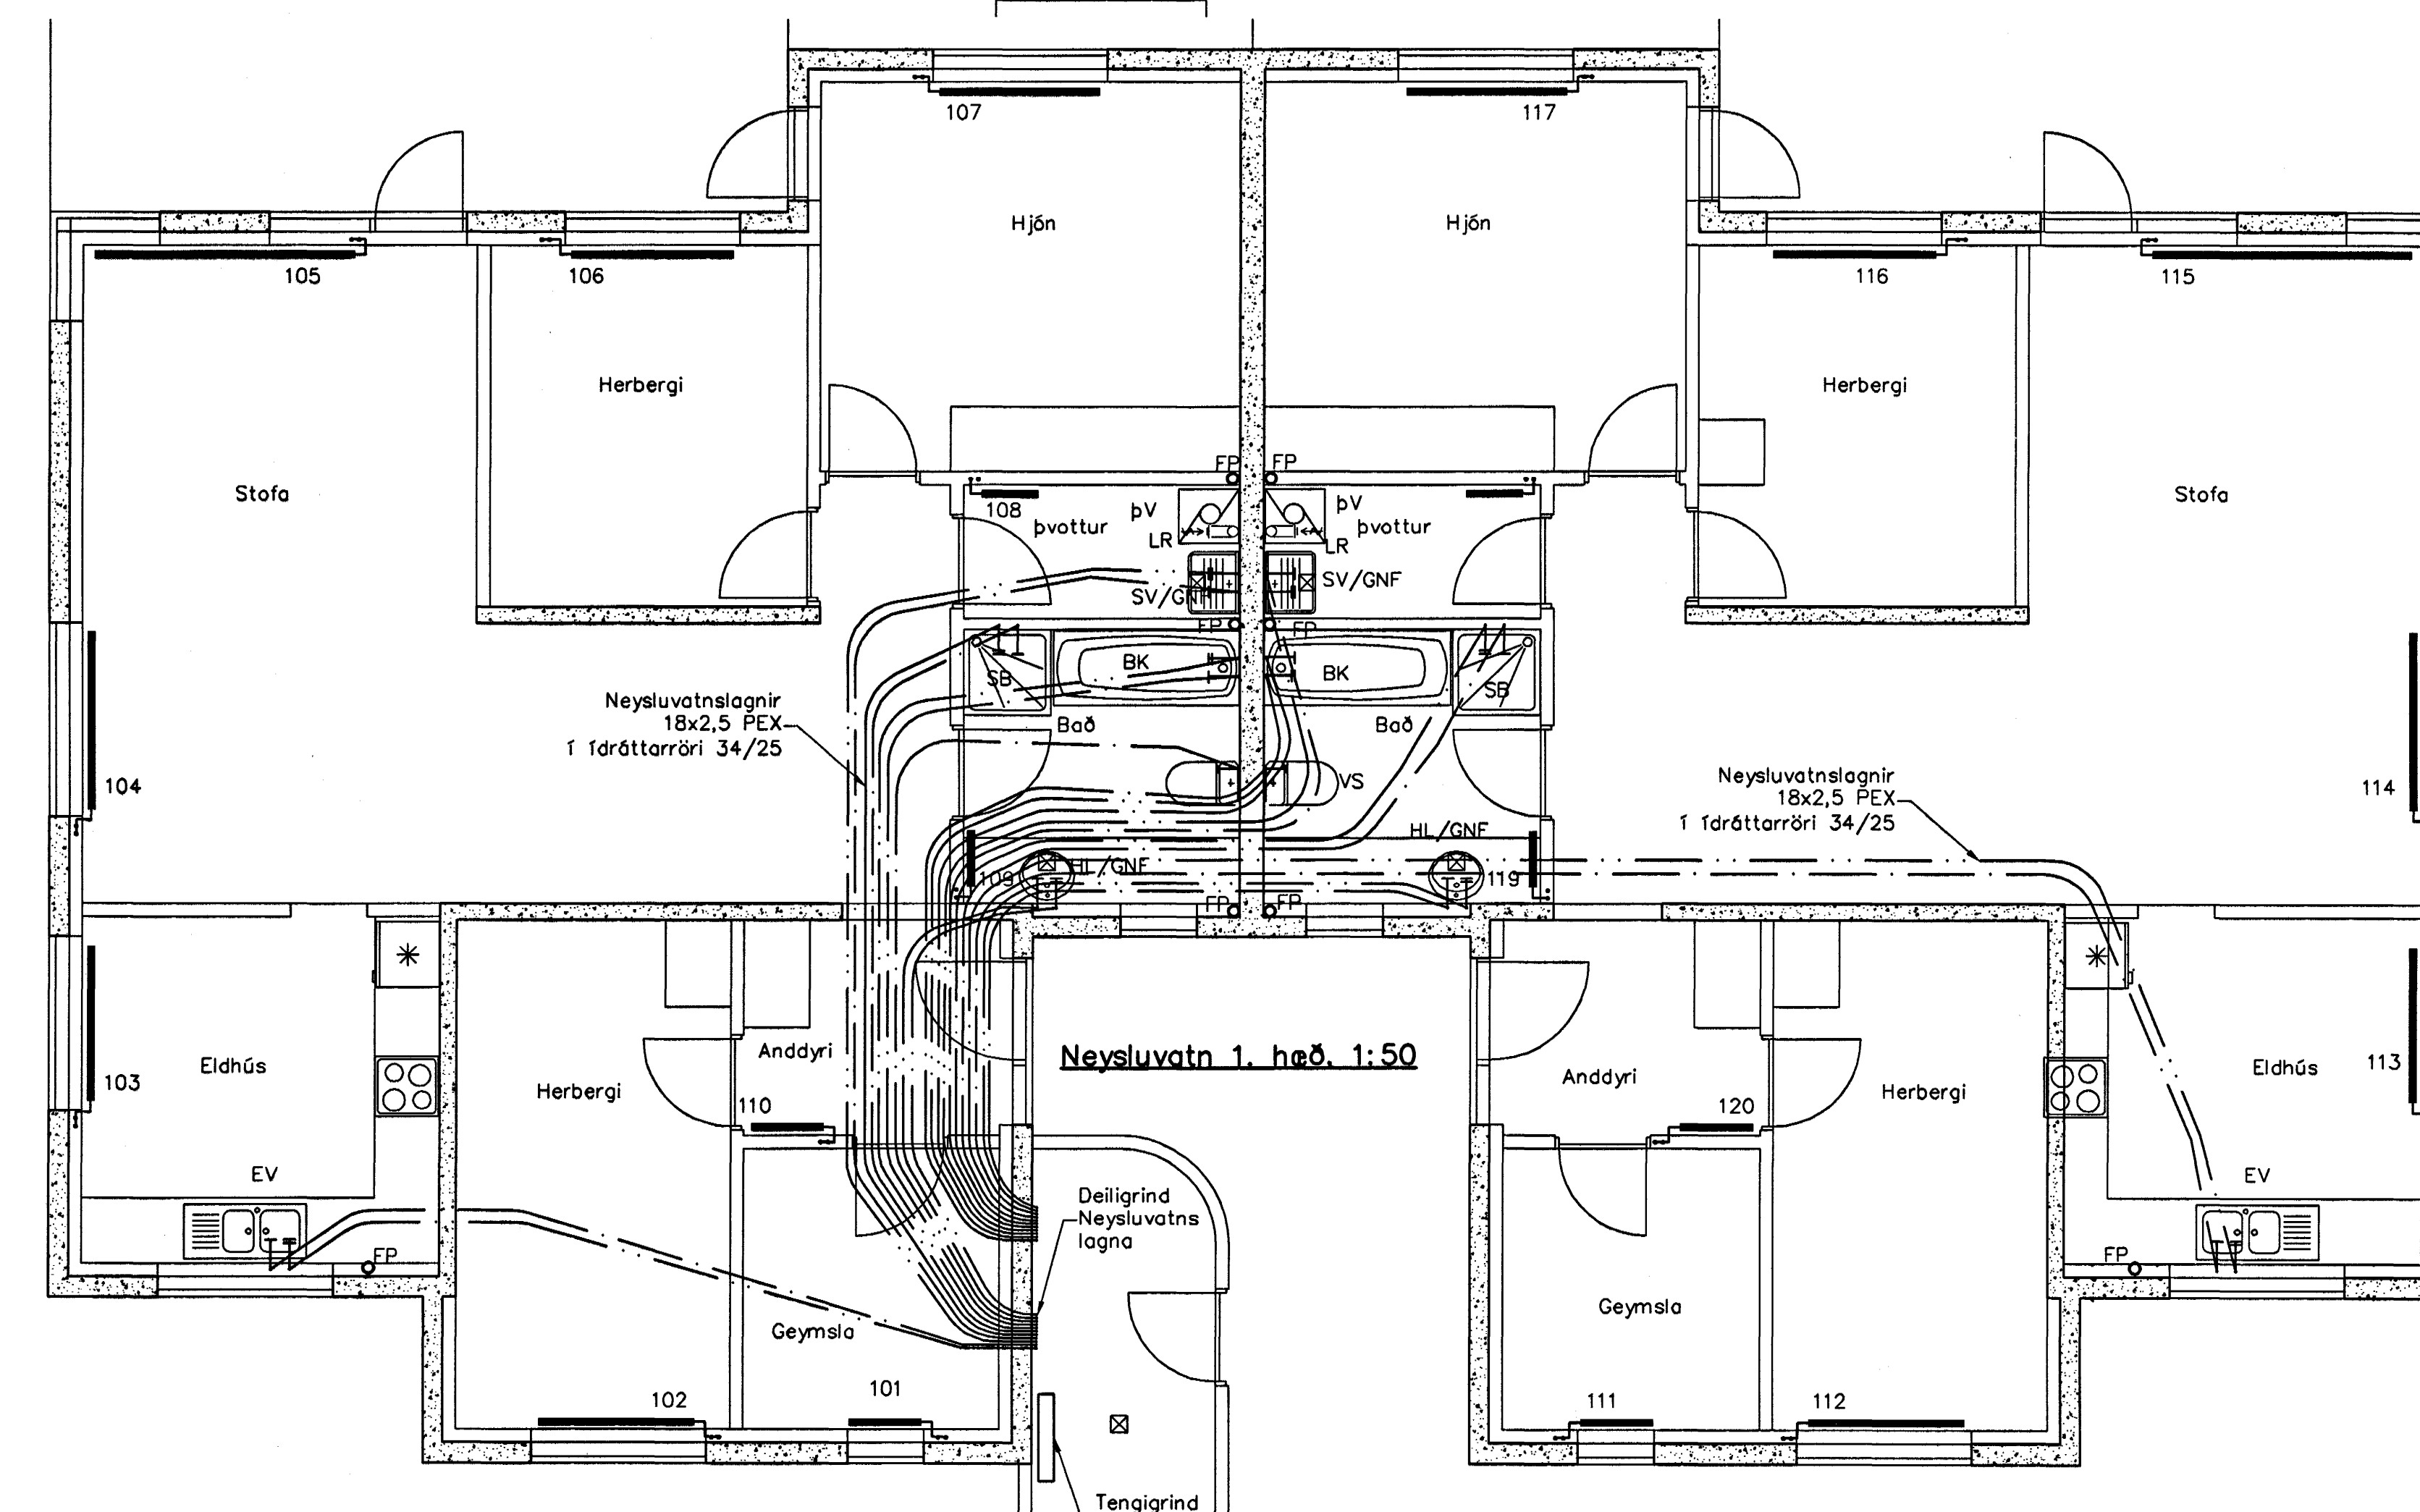 107
117
Hjón
Hjón
105
106
116
115
Herbergi
Herbergi
Stofa
Stofa
FP
FP
108
þvottur
þV
þV
þvottur
LR
LR
SV/GNF
SV/GNF
FP
FP
BK
BK
SB
SB
Neysluvatnslagnir
18x2,5 PEX
í ídráttarröri 34/25
Bað
Bað
VS
104
114
Neysluvatnslagnir
18x2,5 PEX
í ídráttarröri 34/25
HL/GNF
HL/GNF
109
119
FP
FP
Eldhús
103
Herbergi
Anddyri
110
Neysluvatn 1. hæð. 1:50
Anddyri
120
Herbergi
Eldhús
113
EV
EV
Deiligrind
Neysluvatns
lagna
FP
FP
Geymsla
Geymsla
102
101
111
112
Tengigrind